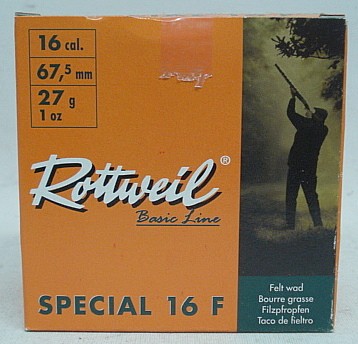 16 cal.
67,5 mm
27 g
1 oz
Rottweil®
Basic Line
SPECIAL 16 F
Felt wad
Bourre grasse
Filzpfropfen
Taco de fieltro